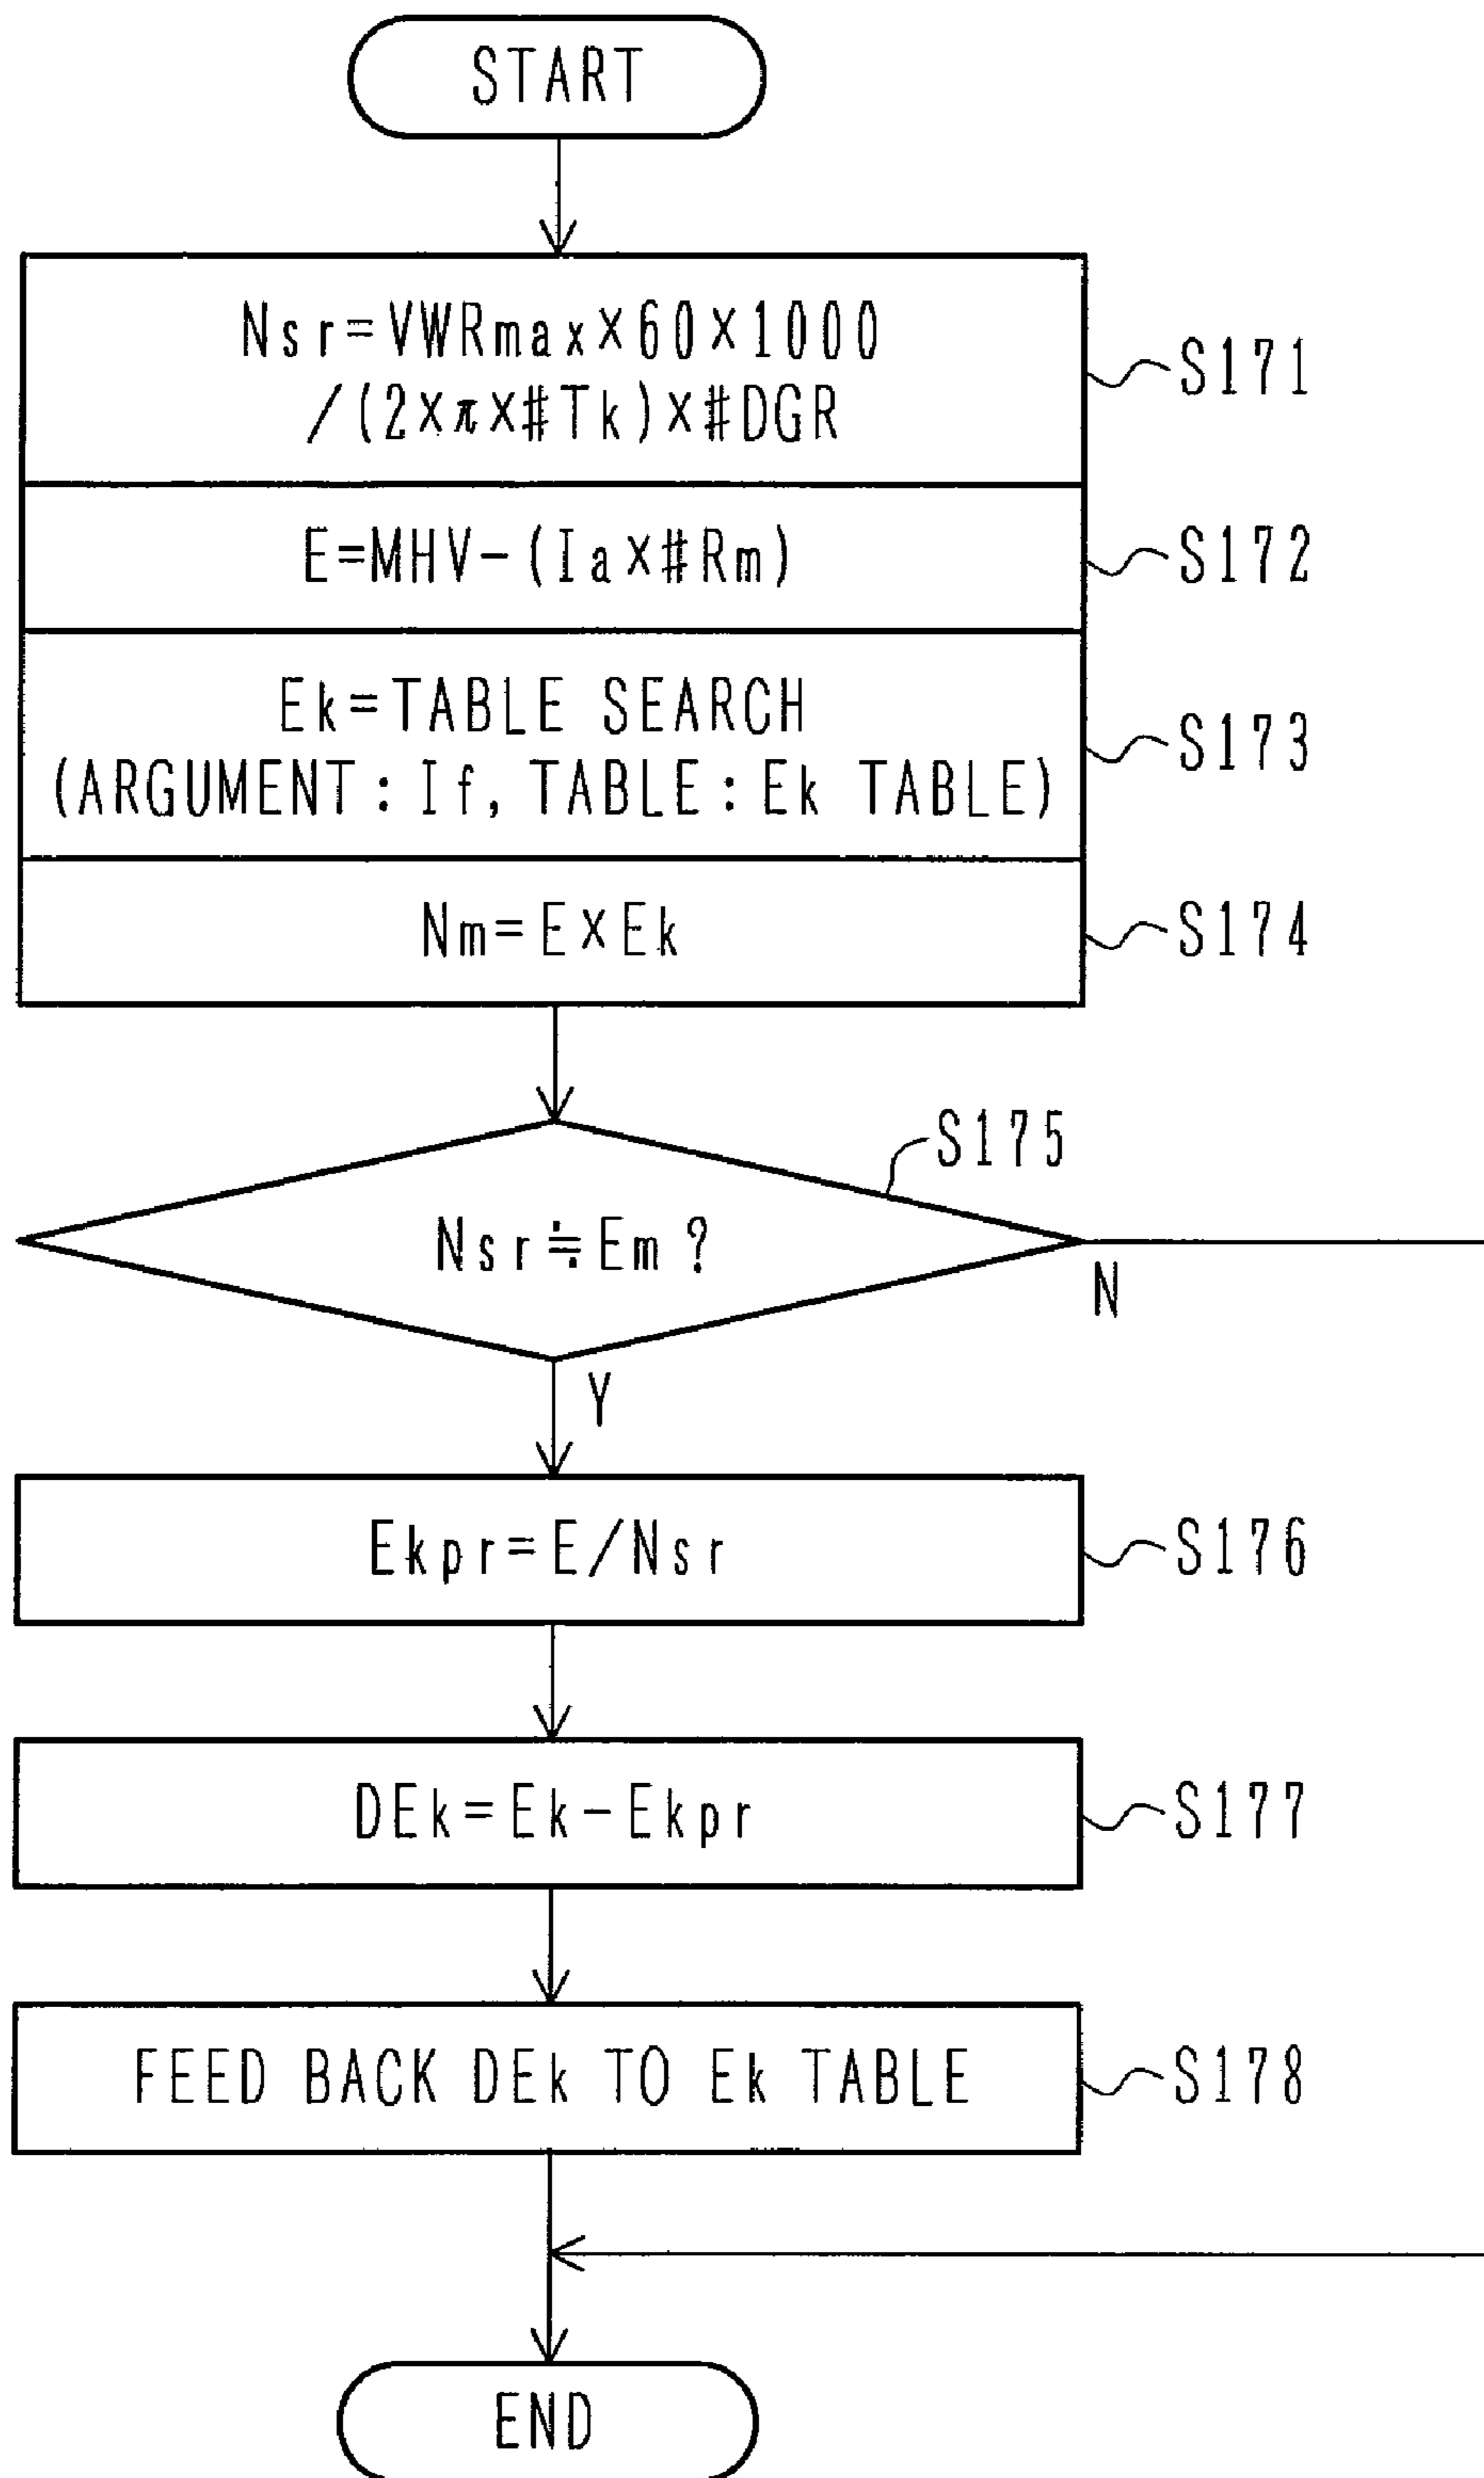 START
Nsr=VWRmax×60×1000
/(2×π×#Tk)×#DGR
S171
E=MHV-(Ia×#Rm)
S172
Ek=TABLE SEARCH
(ARGUMENT:If, TABLE:Ek TABLE)
S173
Nm=E×Ek
S174
S175
Nsr≒Em?
N
Y
Ekpr=E/Nsr
S176
DEk=Ek-Ekpr
S177
FEED BACK DEk TO Ek TABLE
S178
END